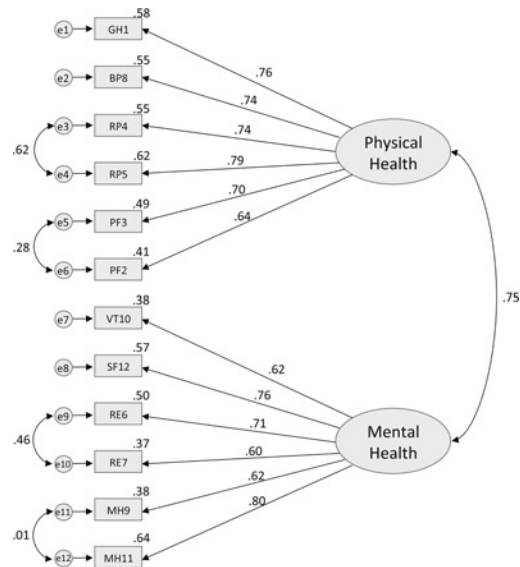 .58
e1 GH1
.76
.55
e2 BP8
.74
.55
e3 RP4
.74
Physical
Health
.62
.62
e4 RP5
.79
.49
e5 PF3
.70
.28
.41
e6 PF2
.64
.75
.38
e7 VT10
.62
.57
e8 SF12
.76
.50
e9 RE6
.71
Mental
Health
.46
.37
e10 RE7
.60
.38
e11 MH9
.62
.01
.64
e12 MH11
.80